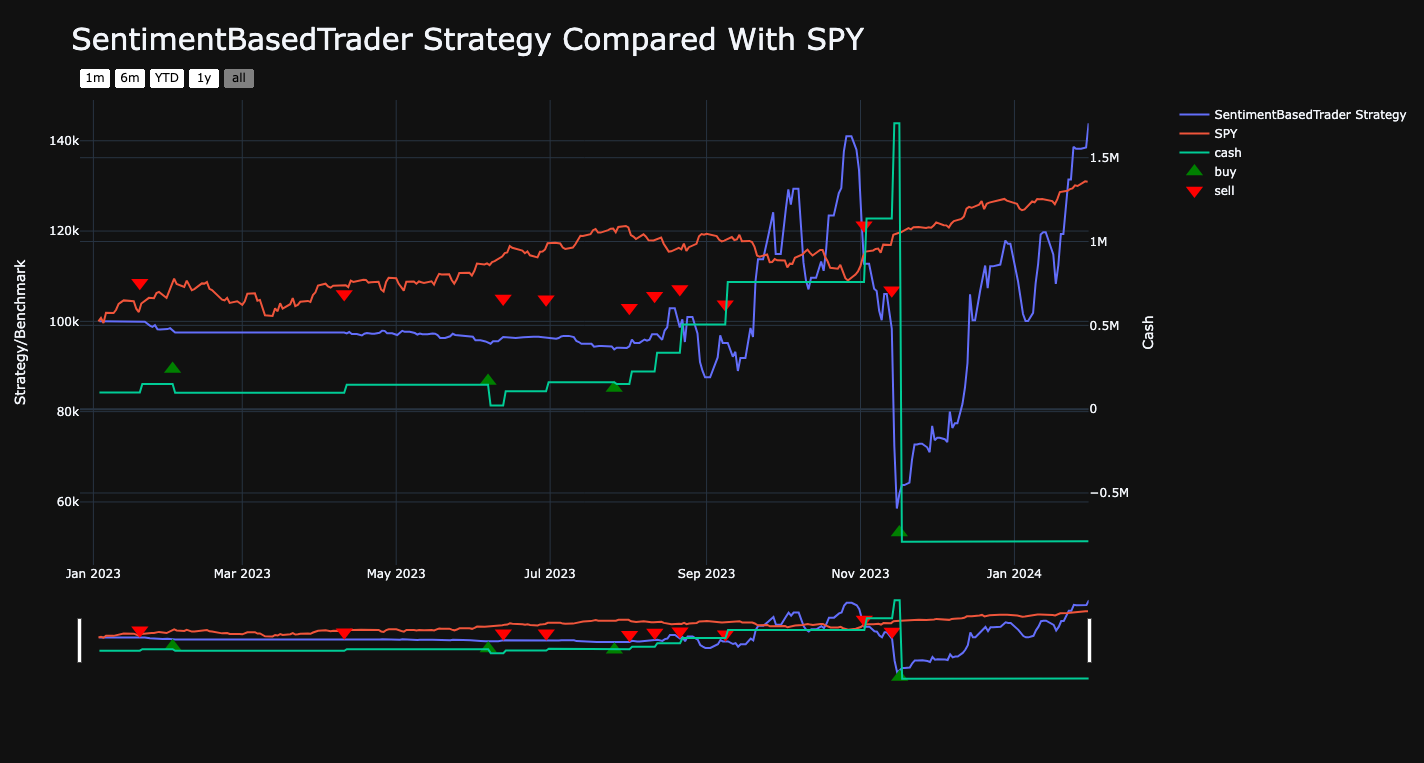 SentimentBasedTrader Strategy Compared With SPY
1m 6m YTD 1y all
SentimentBasedTrader Strategy
SPY
cash
buy
sell
Strategy/Benchmark
140k
120k
100k
80k
60k
1.5M
1M
0.5M
0
−0.5M
Cash
Jan 2023 Mar 2023 May 2023 Jul 2023 Sep 2023 Nov 2023 Jan 2024